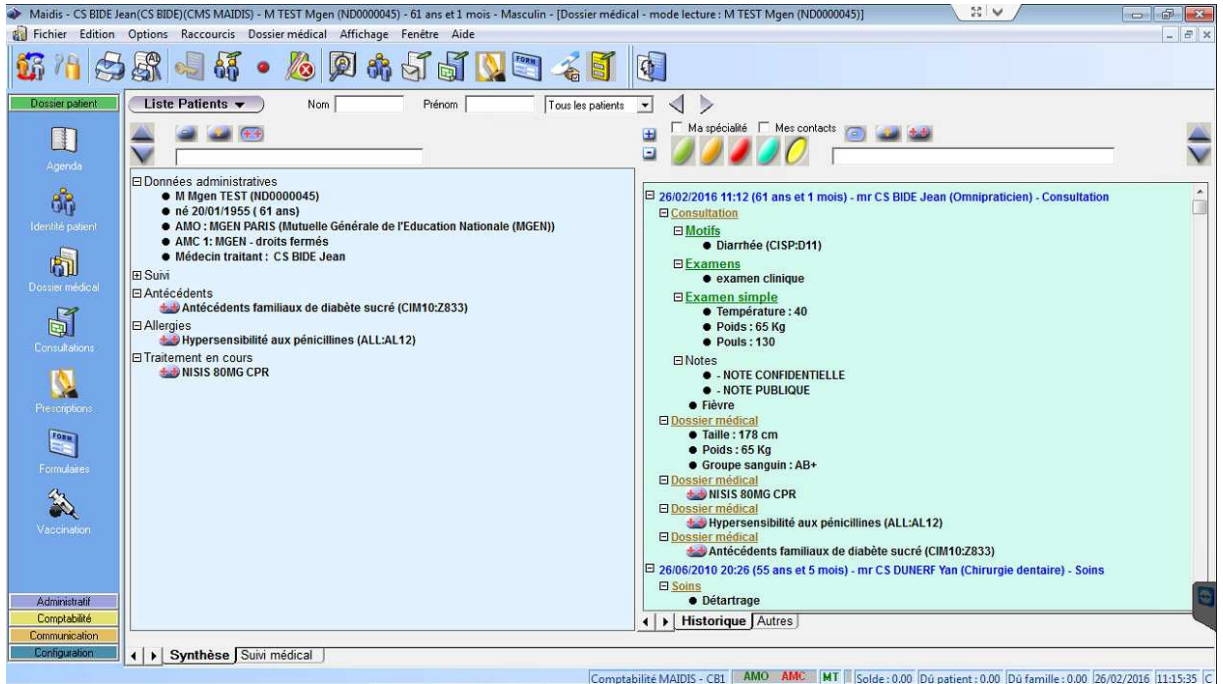 Maidis - CS BIDE Jean(CS BIDE)(CMS MAIDIS) - M TEST Mgen (ND0000045) - 61 ans et 1 mois - Masculin - [Dossier médical - mode lecture : M TEST Mgen (ND0000045)]
Fichier Edition Options Raccourcis Dossier médical Affichage Fenêtre Aide
FORM
Dossier patient
Agenda
Identité patient
Dossier médical
Consultations
Prescriptions
FORM
Formulaires
Vaccination
Administratif
Comptabilité
Communication
Configuration
Liste Patients Nom Prénom Tous les patients
Ma spécialité Mes contacts
Données administratives
M Mgen TEST (ND0000045)
né 20/01/1955 ( 61 ans)
AMO : MGEN PARIS (Mutuelle Générale de l'Education Nationale (MGEN))
AMC 1: MGEN - droits fermés
Médecin traitant : CS BIDE Jean
Suivi
Antécédents
Antécédents familiaux de diabète sucré (CIM10:Z833)
Allergies
Hypersensibilité aux pénicillines (ALL:AL12)
Traitement en cours
NISIS 80MG CPR
Synthèse Suivi médical
26/02/2016 11:12 (61 ans et 1 mois) - mr CS BIDE Jean (Omnipraticien) - Consultation
Consultation
Motifs
Diarrhée (CISP:D11)
Examens
examen clinique
Examen simple
Température : 40
Poids : 65 Kg
Pouls : 130
Notes
- NOTE CONFIDENTIELLE
- NOTE PUBLIQUE
Fièvre
Dossier médical
Taille : 178 cm
Poids : 65 Kg
Groupe sanguin : AB+
Dossier médical
NISIS 80MG CPR
Dossier médical
Hypersensibilité aux pénicillines (ALL:AL12)
Dossier médical
Antécédents familiaux de diabète sucré (CIM10:Z833)
26/06/2010 20:26 (55 ans et 5 mois) - mr CS DUNERF Yan (Chirurgie dentaire) - Soins
Soins
Détartrage
Historique Autres
Comptabilité MAIDIS - CB1 AMO AMC MT Solde : 0.00 Dû patient : 0.00 Dû famille : 0.00 26/02/2016 11:15:35 C